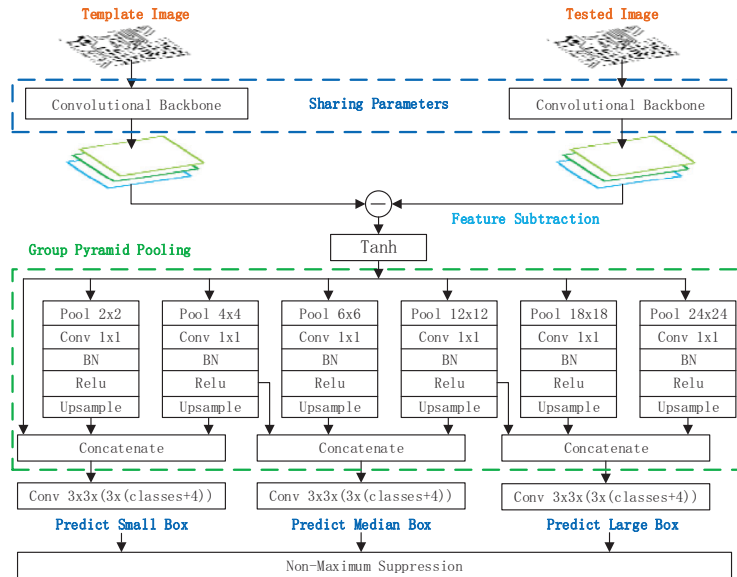 Template Image
Tested Image
Convolutional Backbone
Sharing Parameters
Convolutional Backbone
Feature Subtraction
Tanh
Group Pyramid Pooling
Pool 2x2
Pool 4x4
Pool 6x6
Pool 12x12
Pool 18x18
Pool 24x24
Conv 1x1
Conv 1x1
Conv 1x1
Conv 1x1
Conv 1x1
Conv 1x1
BN
BN
BN
BN
BN
BN
Relu
Relu
Relu
Relu
Relu
Relu
Upsample
Upsample
Upsample
Upsample
Upsample
Upsample
Concatenate
Concatenate
Concatenate
Conv 3x3x(3x(classes+4))
Conv 3x3x(3x(classes+4))
Conv 3x3x(3x(classes+4))
Predict Small Box
Predict Median Box
Predict Large Box
Non-Maximum Suppression